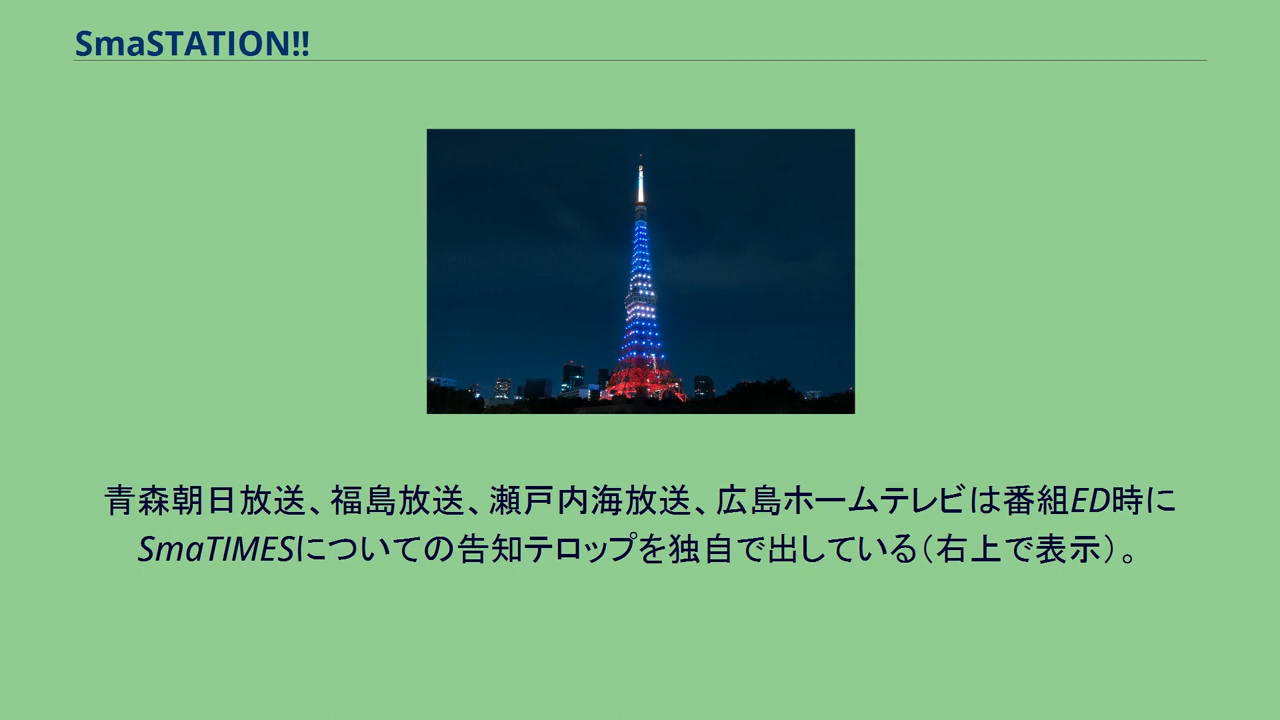 SmaSTATION!!
青森朝日放送、福島放送、瀬戸内海放送、広島ホームテレビは番組ED時に
SmaTIMESについての告知テロップを独自で出している（右上で表示）。